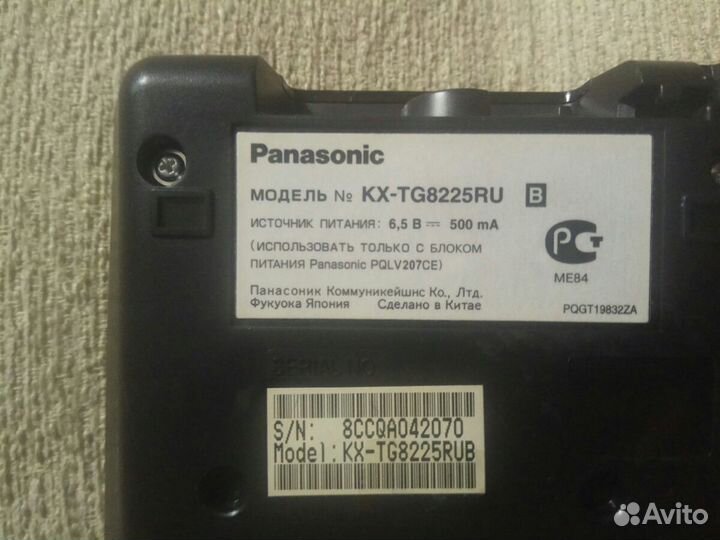 Panasonic
МОДЕЛЬ № KX-TG8225RU B
ИСТОЧНИК ПИТАНИЯ: 6,5 В ⎓ 500 mA
(ИСПОЛЬЗОВАТЬ ТОЛЬКО С БЛОКОМ
ПИТАНИЯ Panasonic PQLV207CE)
РСТ
ME84
Панасоник Коммуникейшнс Ко., Лтд.
Фукуока Япония Сделано в Китае
PQGT19832ZA
SERIAL NO
S/N: 8CCQA042070
Model: KX-TG8225RUB
Avito